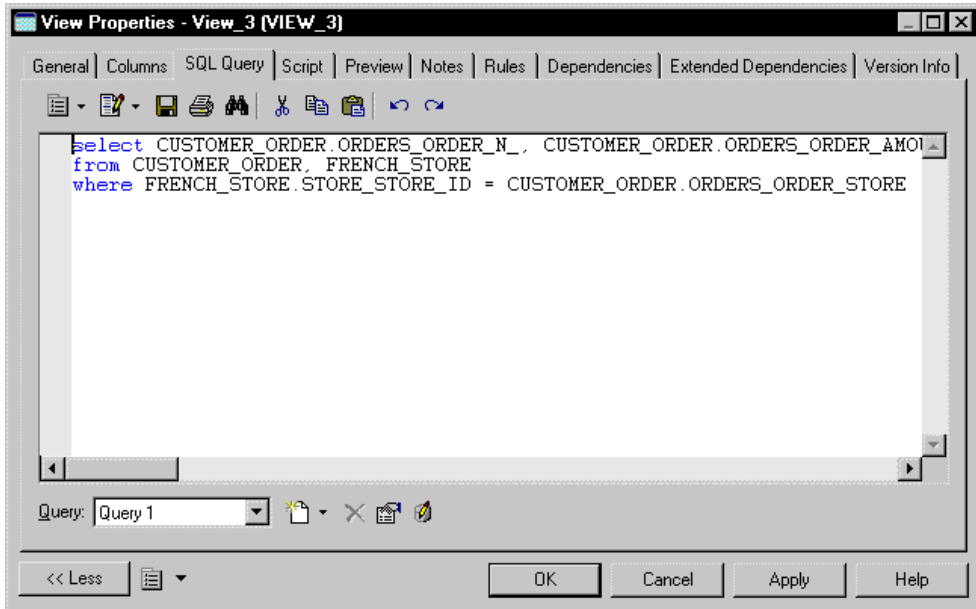 View Properties - View_3 (VIEW_3)
General Columns SQL Query Script Preview Notes Rules Dependencies Extended Dependencies Version Info
select CUSTOMER_ORDER.ORDERS_ORDER_N_, CUSTOMER_ORDER.ORDERS_ORDER_AMOU
from CUSTOMER_ORDER, FRENCH_STORE
where FRENCH_STORE.STORE_STORE_ID = CUSTOMER_ORDER.ORDERS_ORDER_STORE
Query: Query 1
<< Less OK Cancel Apply Help